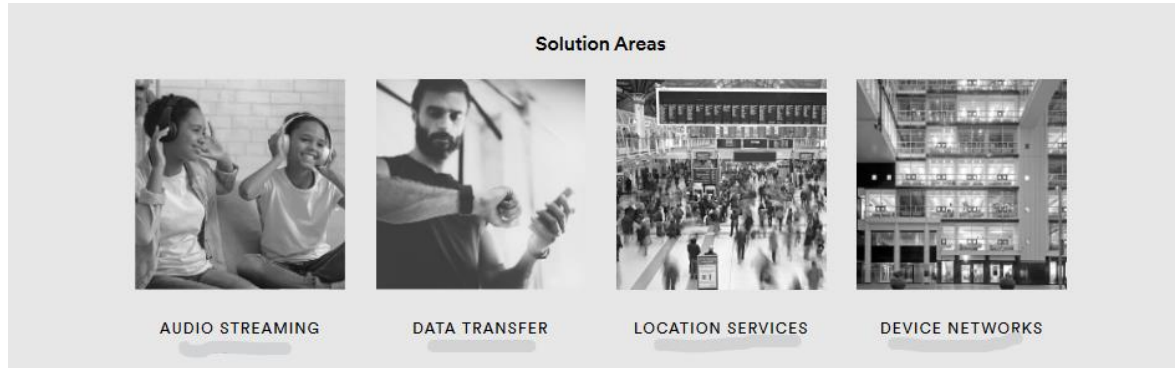 Solution Areas
AUDIO STREAMING
DATA TRANSFER
LOCATION SERVICES
DEVICE NETWORKS